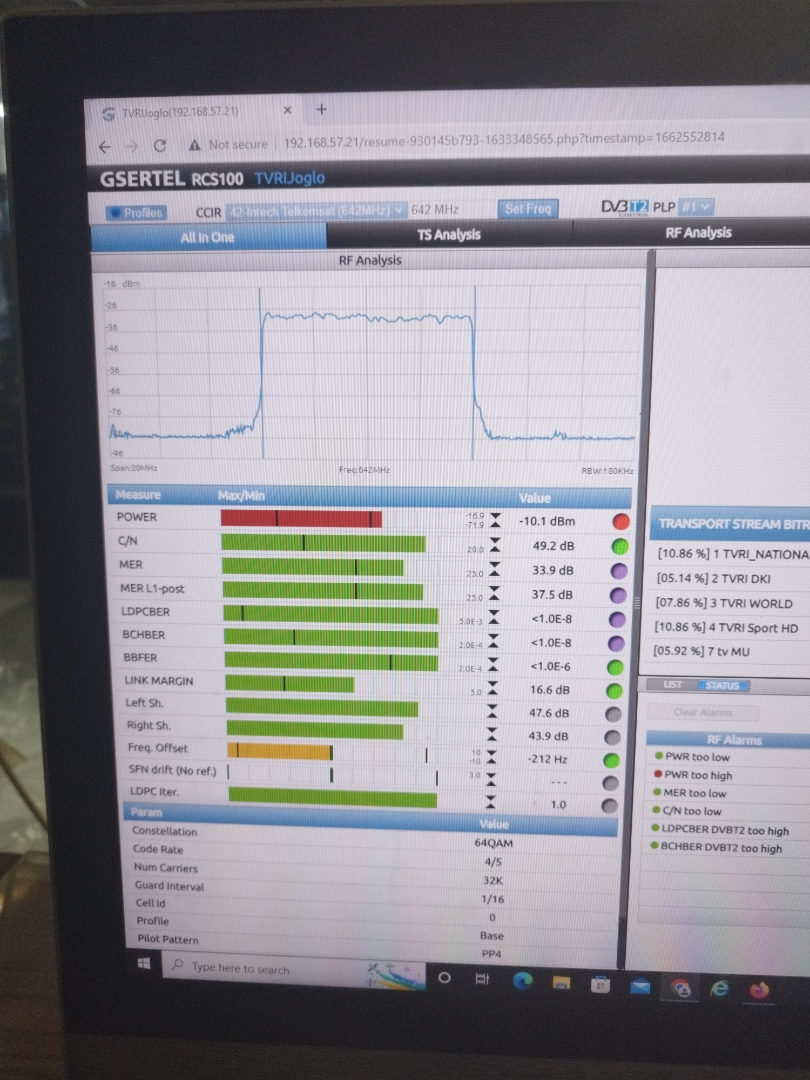 TVRIJoglo(192.168.57.21)
Not secure 192.168.57.21/resume-930145b793-1633348565.php?timestamp=1662552814
GSERTEL RCS100 TVRIJoglo
Profiles CCIR 42-Intech Telkomsat (642MHz) 642 MHz Set Freq DVB T2 PLP #1
All In One TS Analysis RF Analysis
RF Analysis
-16 dBm
-26
-36
-46
-56
-66
-76
-96
Span:20MHz Freq:642MHz RBW:180KHz
Measure Max/Min Value
POWER -16.9 -71.9 -10.1 dBm
C/N 20.0 49.2 dB
MER 25.0 33.9 dB
MER L1-post 25.0 37.5 dB
LDPCBER 5.0E-3 <1.0E-8
BCHBER 2.0E-4 <1.0E-8
BBFER 2.0E-4 <1.0E-6
LINK MARGIN 5.0 16.6 dB
Left Sh. 47.6 dB
Right Sh. 43.9 dB
Freq. Offset 10 -10 -212 Hz
SFN drift (No ref.) 3.0 ---
LDPC Iter. 1.0
Param Value
Constellation 64QAM
Code Rate 4/5
Num Carriers 32K
Guard Interval 1/16
Cell id 0
Profile Base
Pilot Pattern PP4
TRANSPORT STREAM BITR
[10.86 %] 1 TVRI_NATIONA
[05.14 %] 2 TVRI DKI
[07.86 %] 3 TVRI WORLD
[10.86 %] 4 TVRI Sport HD
[05.92 %] 7 tv MU
LIST STATUS
Clear Alarms
RF Alarms
PWR too low
PWR too high
MER too low
C/N too low
LDPCBER DVBT2 too high
BCHBER DVBT2 too high
Type here to search